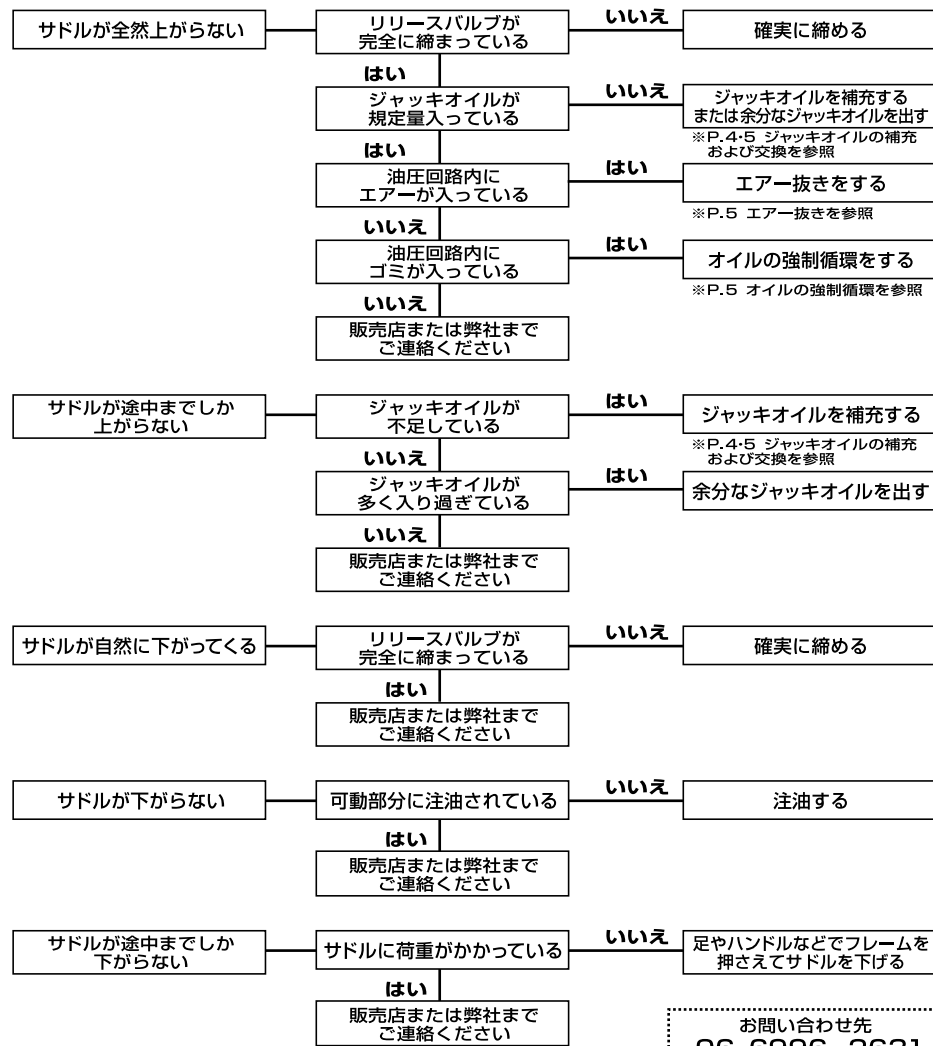 サドルが全然上がらない
リリースバルブが
完全に締まっている
いいえ
確実に締める
はい
ジャッキオイルが
規定量入っている
いいえ
ジャッキオイルを補充する
または余分なジャッキオイルを出す
※P.4・5 ジャッキオイルの補充
および交換を参照
はい
油圧回路内に
エアーが入っている
はい
エアー抜きをする
※P.5 エアー抜きを参照
いいえ
油圧回路内に
ゴミが入っている
はい
オイルの強制循環をする
※P.5 オイルの強制循環を参照
いいえ
販売店または弊社まで
ご連絡ください
サドルが途中までしか
上がらない
ジャッキオイルが
不足している
はい
ジャッキオイルを補充する
※P.4・5 ジャッキオイルの補充
および交換を参照
いいえ
ジャッキオイルが
多く入り過ぎている
はい
余分なジャッキオイルを出す
いいえ
販売店または弊社まで
ご連絡ください
サドルが自然に下がってくる
リリースバルブが
完全に締まっている
いいえ
確実に締める
はい
販売店または弊社まで
ご連絡ください
サドルが下がらない
可動部分に注油されている
いいえ
注油する
はい
販売店または弊社まで
ご連絡ください
サドルが途中までしか
下がらない
サドルに荷重がかかっている
いいえ
足やハンドルなどでフレームを
押さえてサドルを下げる
はい
販売店または弊社まで
ご連絡ください
お問い合わせ先